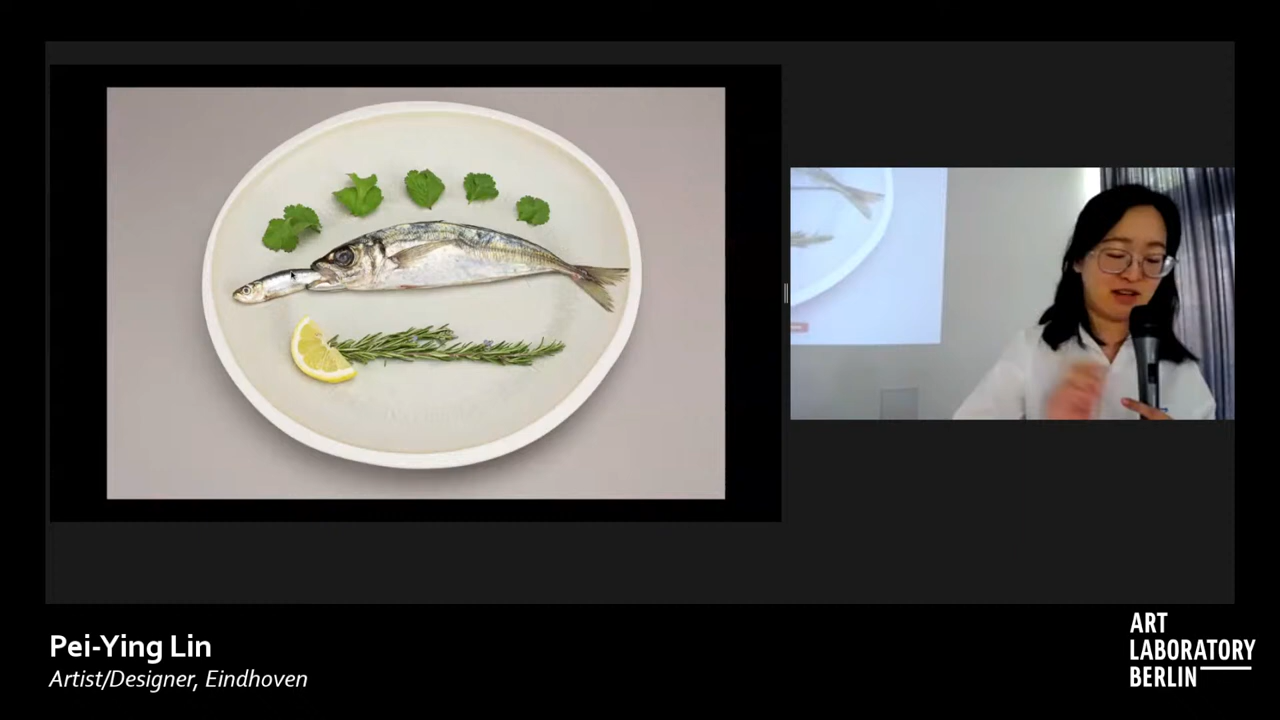 Pei-Ying Lin
Artist/Designer, Eindhoven
ART
LABORATORY
BERLIN